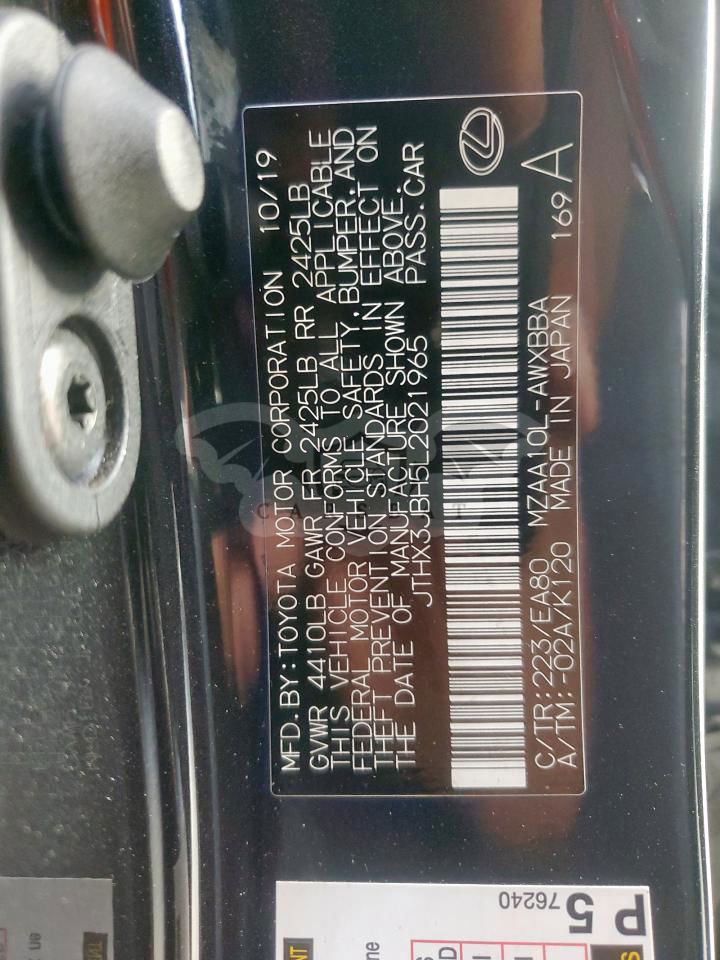 MFD.BY:TOYOTA MOTOR CORPORATION 10/19
GVWR 4410LB GAWR FR 2425LB RR 2425LB
THIS VEHICLE CONFORMS TO ALL APPLICABLE
FEDERAL MOTOR VEHICLE SAFETY,BUMPER,AND
THEFT PREVENTION STANDARDS IN EFFECT ON
THE DATE OF MANUFACTURE SHOWN ABOVE.
JTHX3JBH5L2021965 PASS.CAR
C/TR:223/EA80 MZAA10L-AWXBBA
A/TM:-02A/K120 MADE IN JAPAN 169 A
P 5
76240